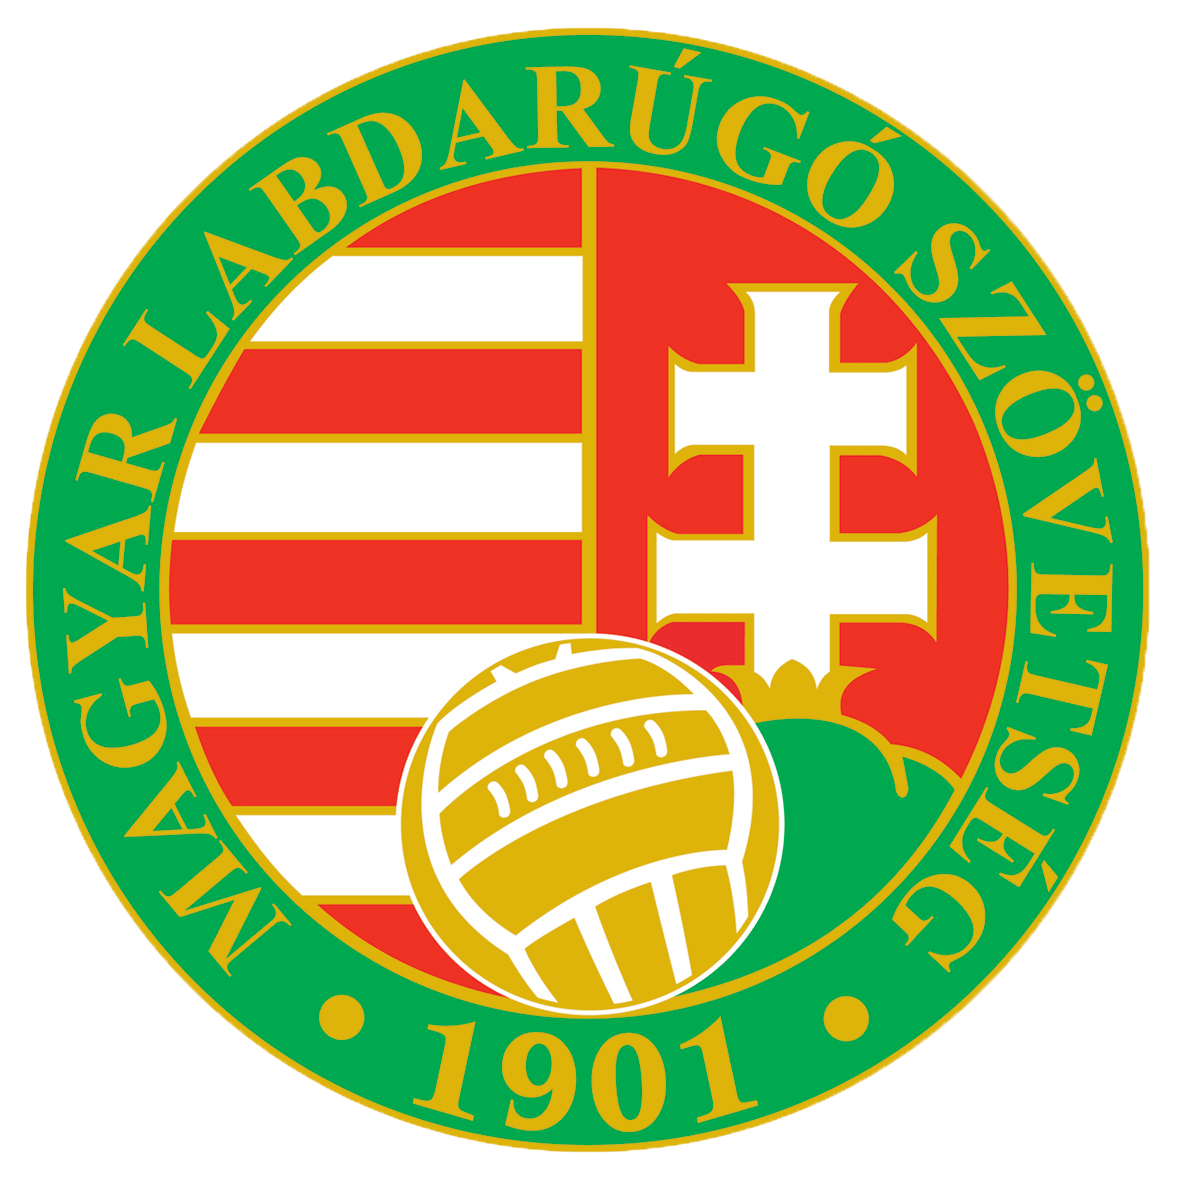 MAGYAR LABDARÚGÓ SZÖVETSÉG
• 1901 •